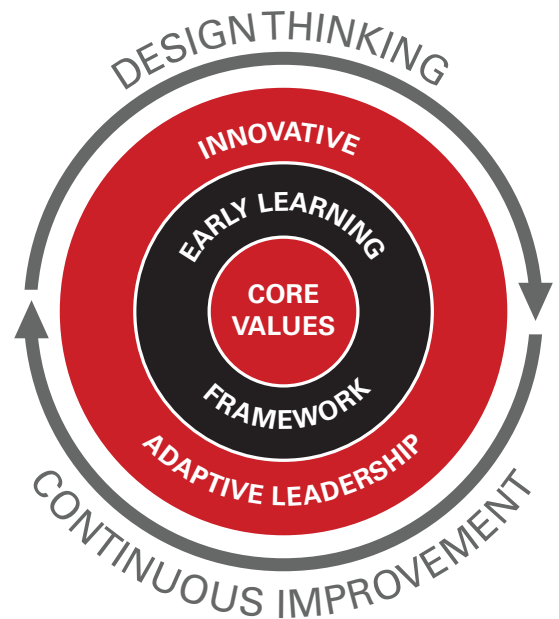 DESIGN THINKING
INNOVATIVE
EARLY LEARNING
CORE
VALUES
FRAMEWORK
ADAPTIVE LEADERSHIP
CONTINUOUS IMPROVEMENT